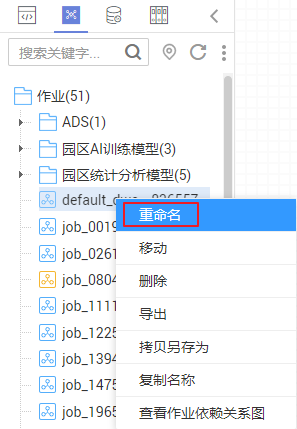 搜索关键字...
作业(51)
ADS(1)
园区AI训练模型(3)
园区统计分析模型(5)
重命名
job_0019
移动
job_0261
删除
job_0804
导出
job_1111
拷贝另存为
job_1225
复制名称
job_1394
查看作业依赖关系图
job_1475
job_1965